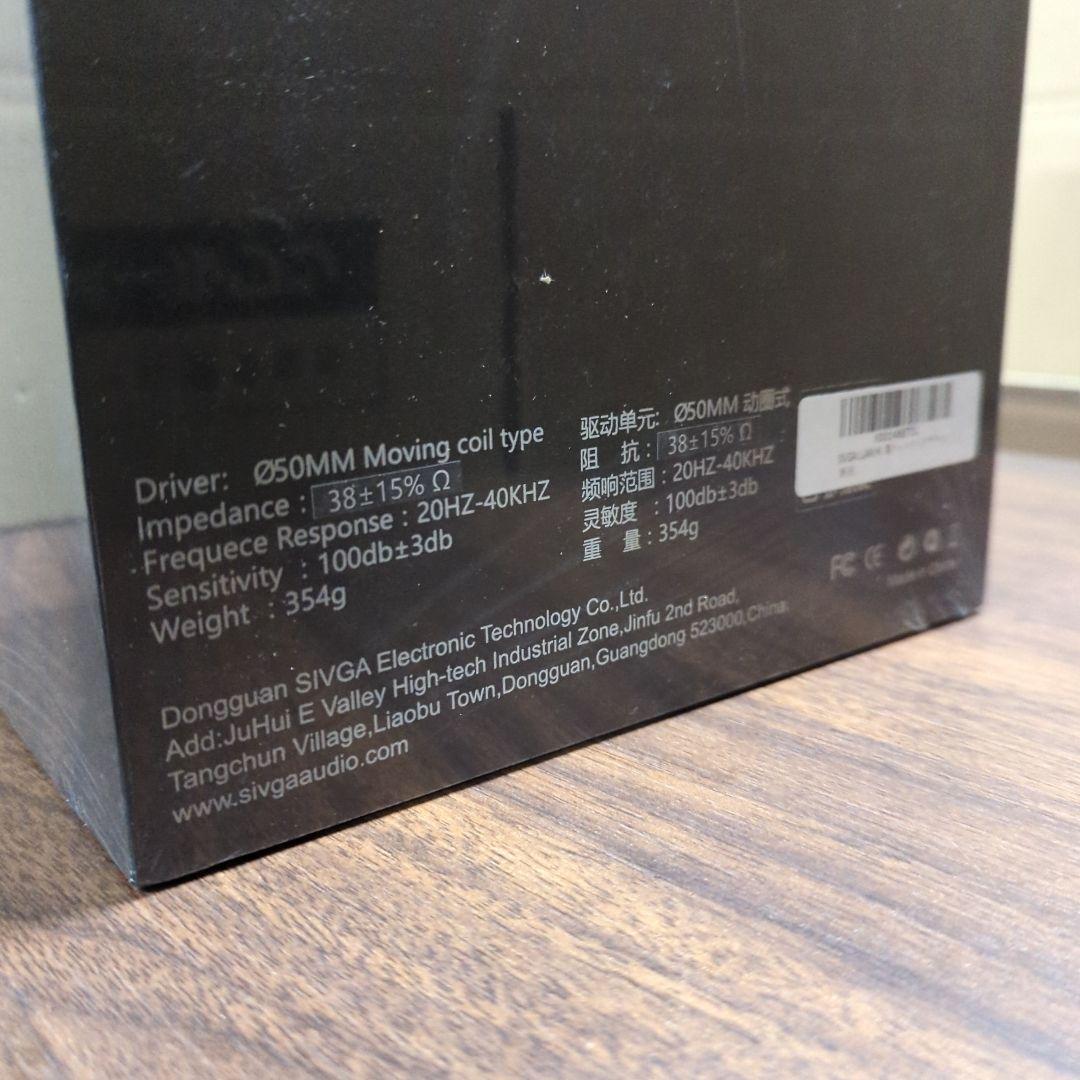 Driver: Ø50MM Moving coil type
Impedance : 38±15% Ω
Frequece Response : 20HZ-40KHZ
Sensitivity : 100db±3db
Weight : 354g
驱动单元: Ø50MM 动圈式
阻 抗 : 38±15% Ω
频响范围 : 20HZ-40KHZ
灵敏度 : 100db±3db
重 量 : 354g
FC CE
Dongguan SIVGA Electronic Technology Co.,Ltd.
Add:JuHui E Valley High-tech Industrial Zone,Jinfu 2nd Road,
Tangchun Village,Liaobu Town,Dongguan,Guangdong 523000,China.
www.sivgaaudio.com